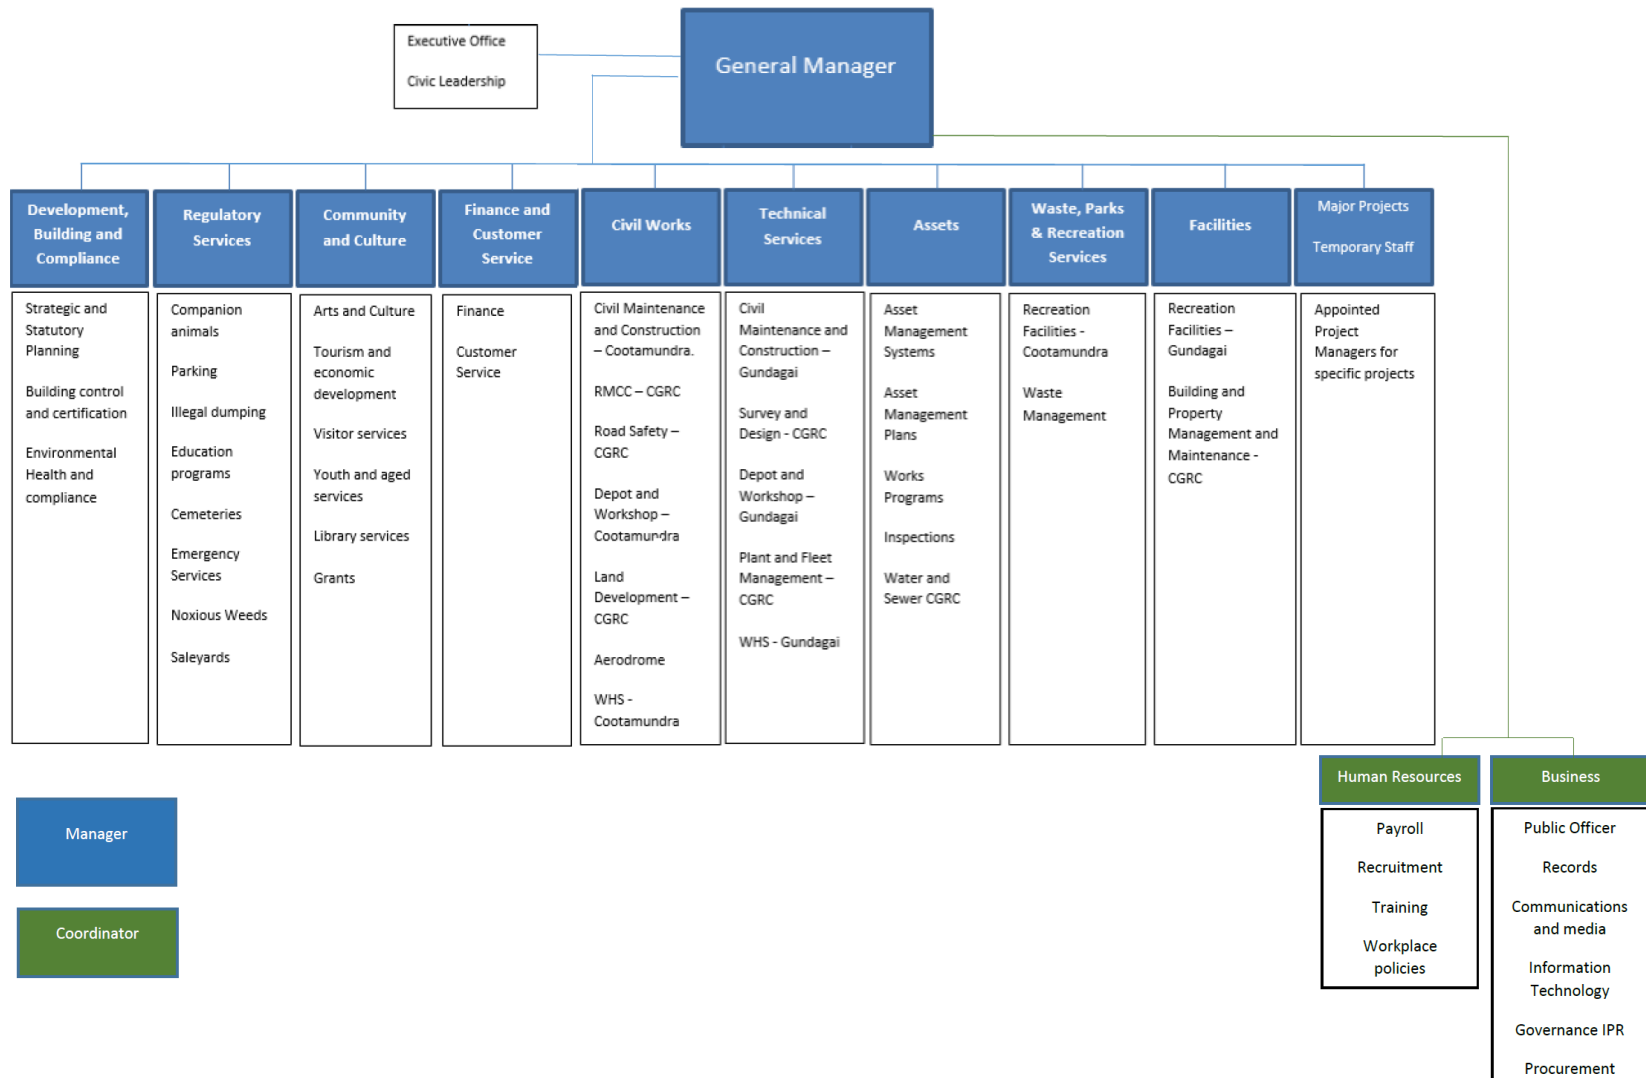 Executive Office
Civic Leadership
General Manager
Development,
Building and
Compliance
Regulatory
Services
Community
and Culture
Finance and
Customer
Service
Civil Works
Technical
Services
Assets
Waste, Parks
& Recreation
Services
Facilities
Major Projects
Temporary Staff
Strategic and
Statutory
Planning
Building control
and certification
Environmental
Health and
compliance
Companion
animals
Parking
Illegal dumping
Education
programs
Cemeteries
Emergency
Services
Noxious Weeds
Saleyards
Arts and Culture
Tourism and
economic
development
Visitor services
Youth and aged
services
Library services
Grants
Finance
Customer
Service
Civil Maintenance
and Construction
– Cootamundra.
RMCC – CGRC
Road Safety –
CGRC
Depot and
Workshop –
Cootamundra
Land
Development –
CGRC
Aerodrome
WHS -
Cootamundra
Civil
Maintenance and
Construction –
Gundagai
Survey and
Design - CGRC
Depot and
Workshop –
Gundagai
Plant and Fleet
Management –
CGRC
WHS - Gundagai
Asset
Management
Systems
Asset
Management
Plans
Works
Programs
Inspections
Water and
Sewer CGRC
Recreation
Facilities -
Cootamundra
Waste
Management
Recreation
Facilities –
Gundagai
Building and
Property
Management and
Maintenance -
CGRC
Appointed
Project
Managers for
specific projects
Manager
Coordinator
Human Resources
Payroll
Recruitment
Training
Workplace
policies
Business
Public Officer
Records
Communications
and media
Information
Technology
Governance IPR
Procurement